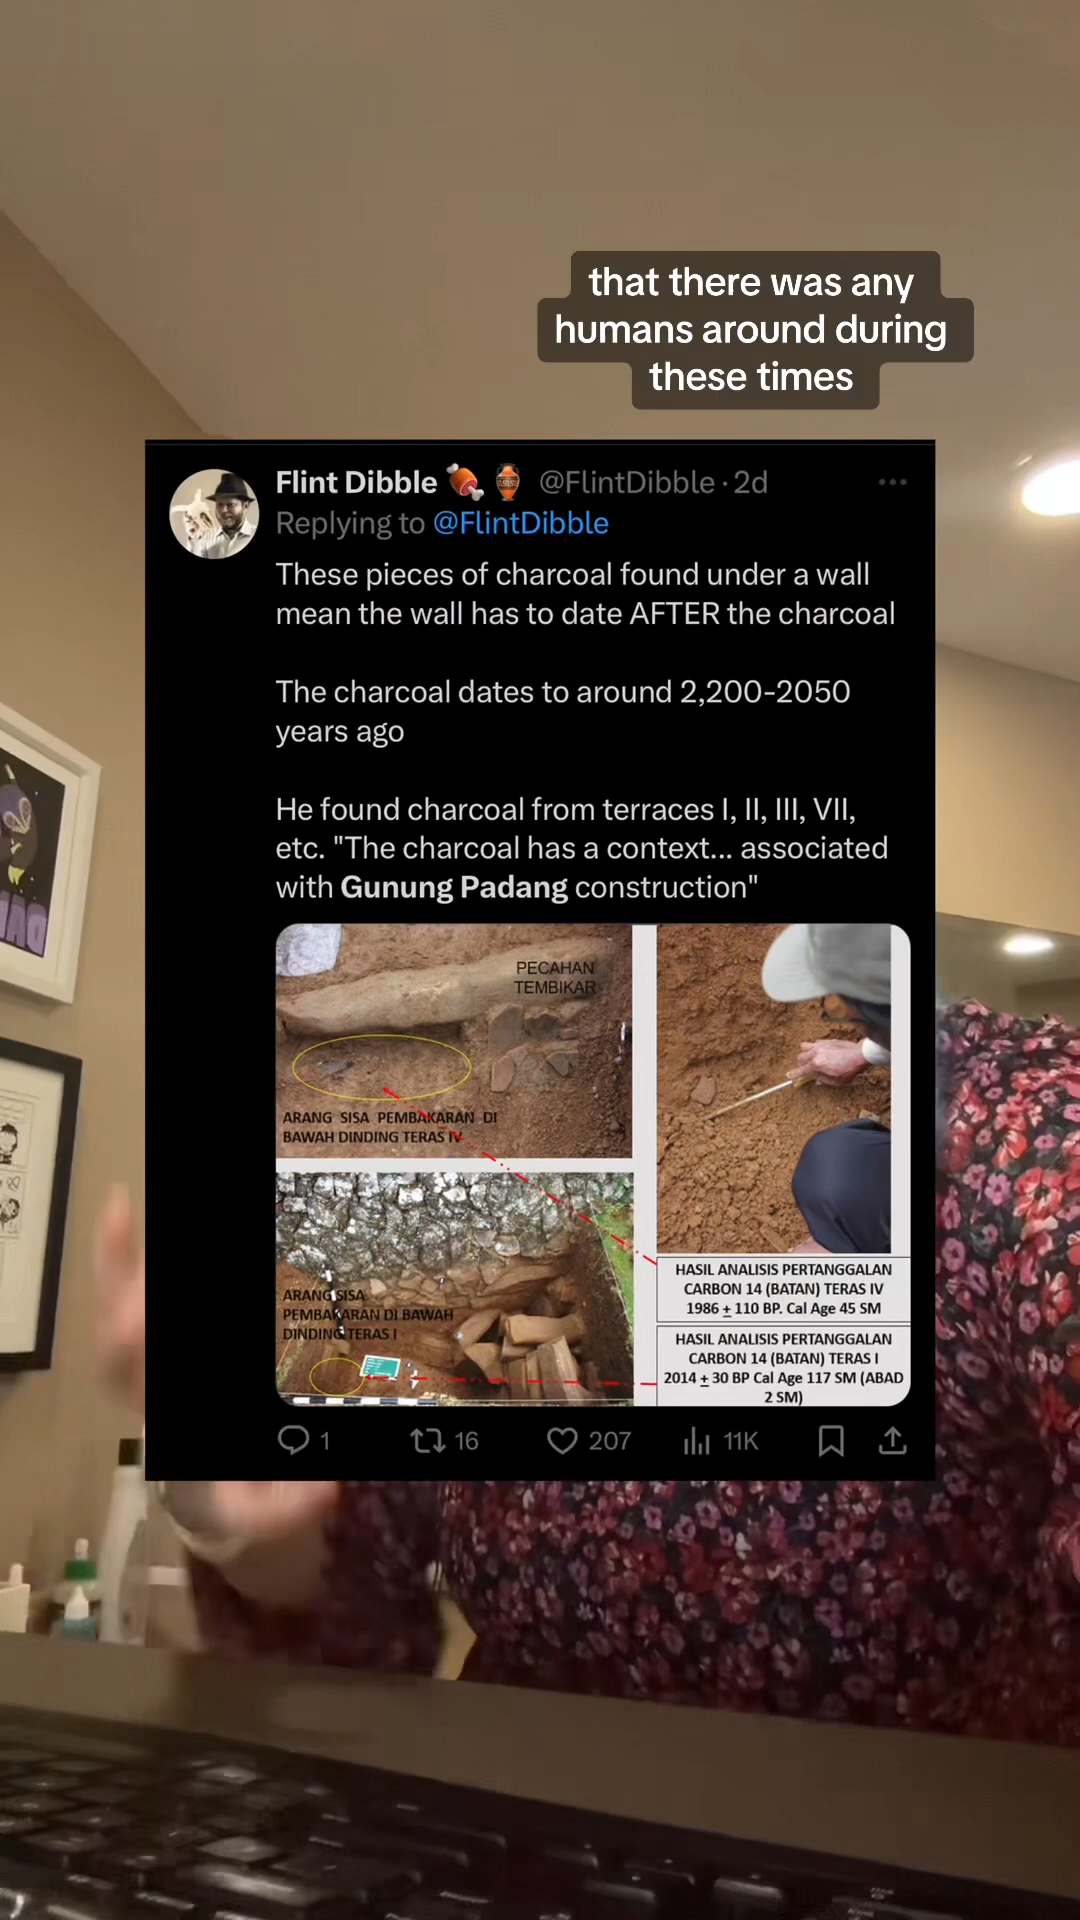 that there was any
humans around during
these times
Flint Dibble 🍖🏺 @FlintDibble · 2d
Replying to @FlintDibble
These pieces of charcoal found under a wall
mean the wall has to date AFTER the charcoal
The charcoal dates to around 2,200-2050
years ago
He found charcoal from terraces I, II, III, VII,
etc. "The charcoal has a context... associated
with Gunung Padang construction"
PECAHAN
TEMBIKAR
ARANG SISA PEMBAKARAN DI
BAWAH DINDING TERAS IV
ARANG SISA
PEMBAKARAN DI BAWAH
DINDING TERAS I
HASIL ANALISIS PERTANGGALAN
CARBON 14 (BATAN) TERAS IV
1986 ± 110 BP. Cal Age 45 SM
HASIL ANALISIS PERTANGGALAN
CARBON 14 (BATAN) TERAS I
2014 ± 30 BP Cal Age 117 SM (ABAD
2 SM)
1 16 207 11K